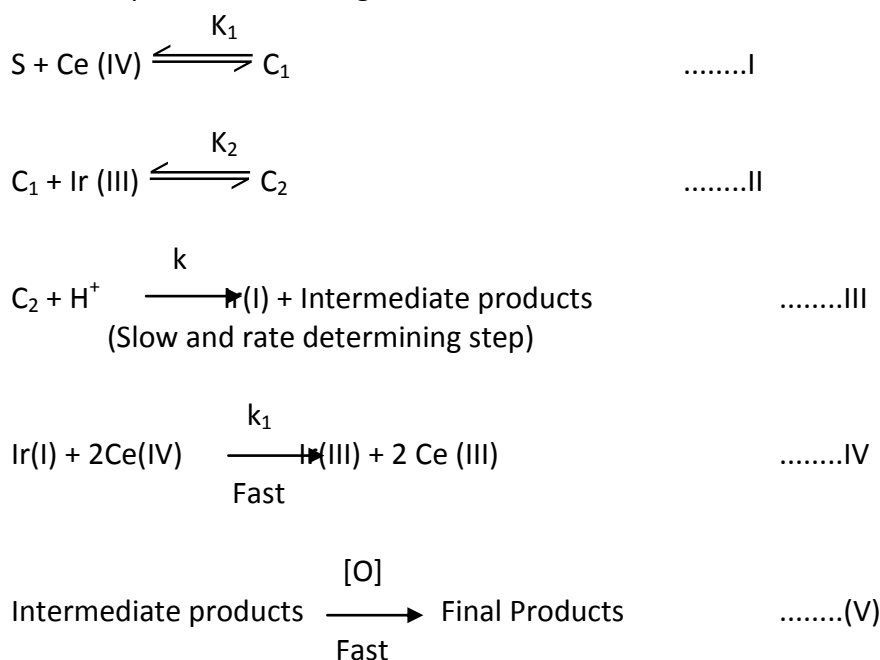 K₁
S + Ce (IV) ⇌ C₁ ........I
K₂
C₁ + Ir (III) ⇌ C₂ ........II
k
C₂ + H⁺ → Ir(I) + Intermediate products ........III
(Slow and rate determining step)
k₁
Ir(I) + 2Ce(IV) → Ir(III) + 2 Ce (III) ........IV
Fast
[O]
Intermediate products → Final Products ........(V)
Fast